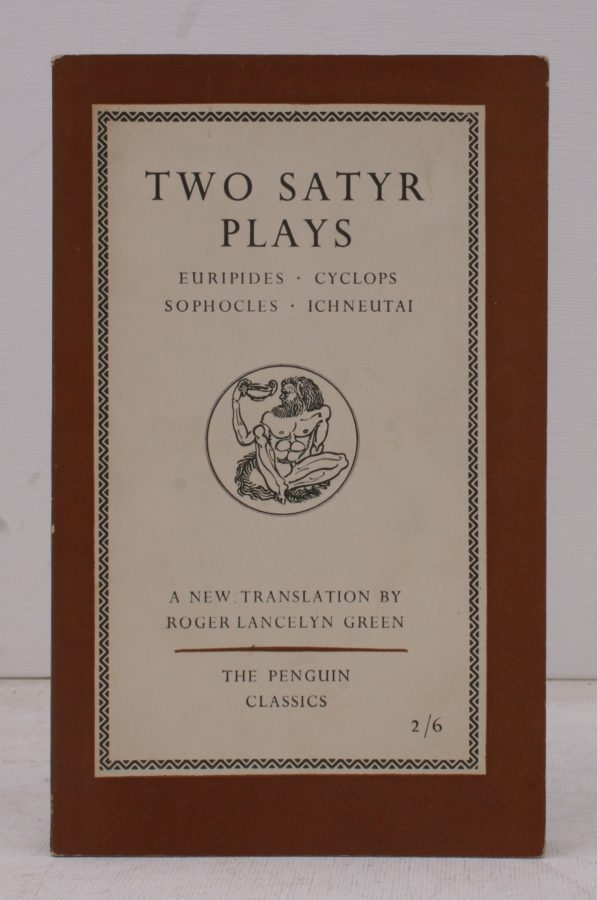 TWO SATYR
PLAYS
EURIPIDES · CYCLOPS
SOPHOCLES · ICHNEUTAI
A NEW TRANSLATION BY
ROGER LANCELYN GREEN
THE PENGUIN
CLASSICS
2/6